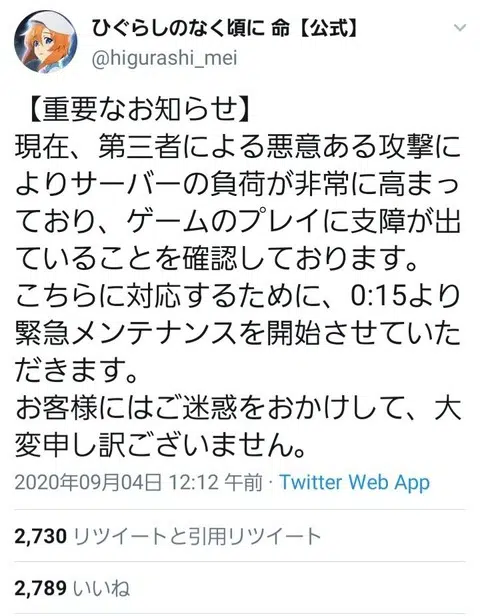 ひぐらしのなく頃に 命【公式】
@higurashi_mei
【重要なお知らせ】
現在、第三者による悪意ある攻撃に
よりサーバーの負荷が非常に高まっ
ており、ゲームのプレイに支障が出
ていることを確認しております。
こちらに対応するために、0:15より
緊急メンテナンスを開始させていた
だきます。
お客様にはご迷惑をおかけして、大
変申し訳ございません。
2020年09月04日 12:12 午前 · Twitter Web App
2,730 リツイートと引用リツイート
2,789 いいね